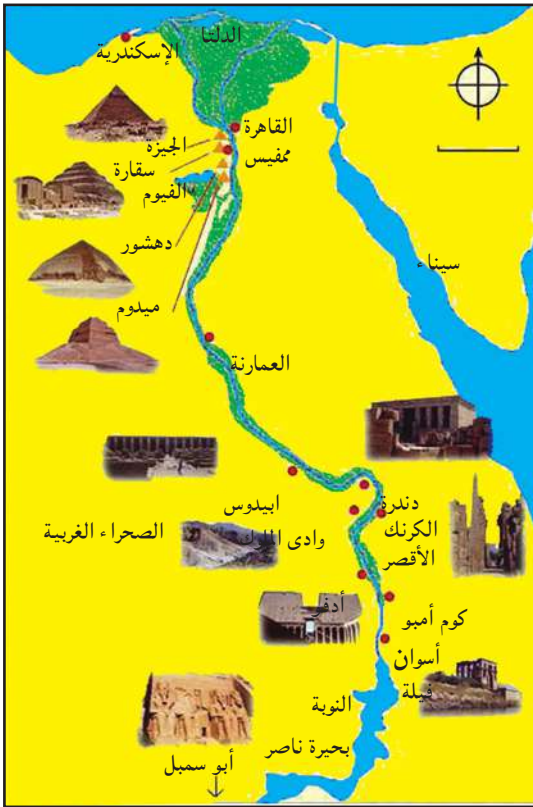 الدلتا
الإسكندرية
القاهرة
الجيزة
ممفيس
سقارة
الفيوم
دهشور
سيناء
ميدوم
العمارنة
دندرة
ابيدوس
الكرنك
الصحراء الغربية
وادى الملوك
الأقصر
أدفو
كوم أمبو
أسوان
فيلة
النوبة
بحيرة ناصر
أبو سمبل